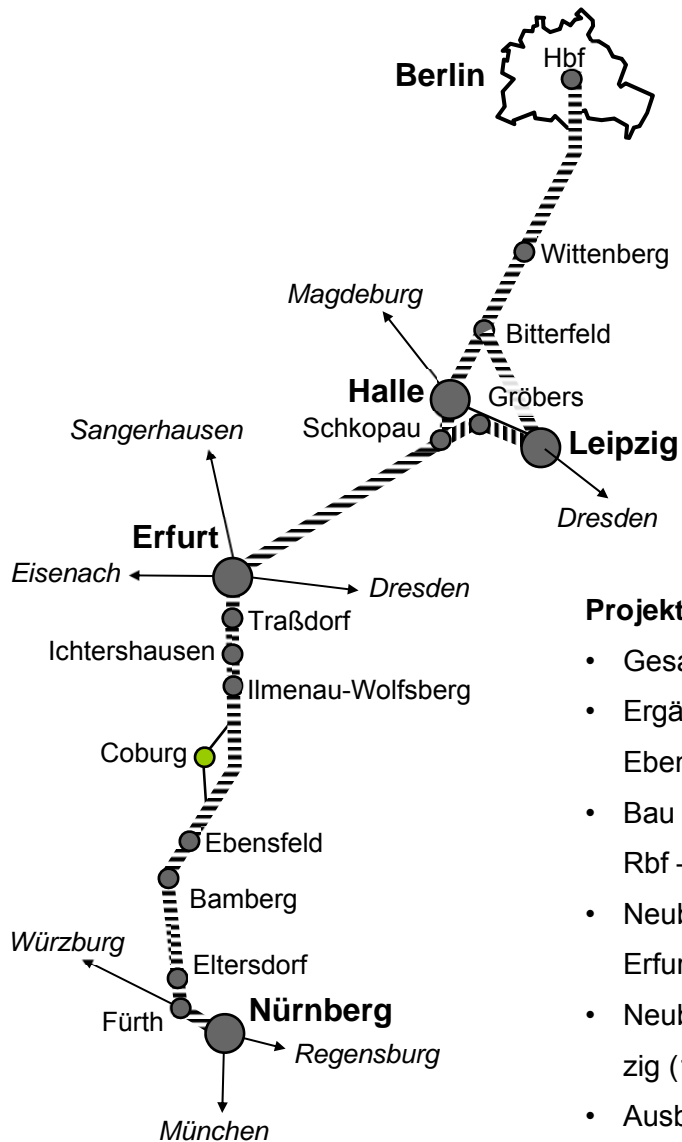 Hbf
Berlin
Wittenberg
Magdeburg
Bitterfeld
Halle
Gröbers
Schkopau
Leipzig
Sangerhausen
Dresden
Erfurt
Eisenach
Dresden
Traßdorf
Ichtershausen
Ilmenau-Wolfsberg
Coburg
Ebensfeld
Bamberg
Würzburg
Eltersdorf
Fürth
Nürnberg
Regensburg
München
Projekt
• Gesa
• Ergä
Eben
• Bau
Rbf -
• Neub
Erfur
• Neub
zig (
• Ausb